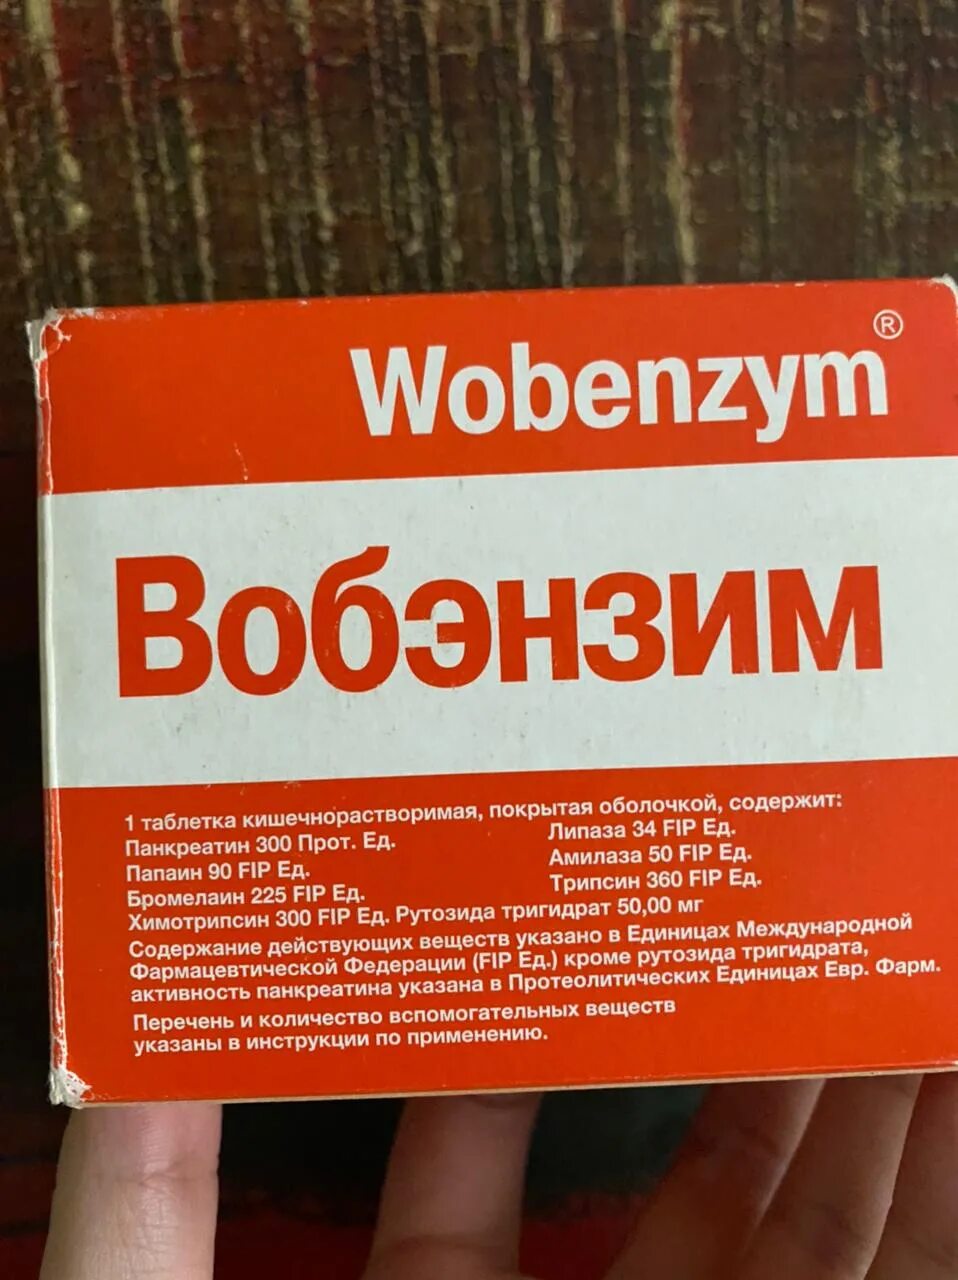 Wobenzym®
Вобэнзим
1 таблетка кишечнорастворимая, покрытая оболочкой, содержит:
Панкреатин 300 Прот. Ед. Липаза 34 FIP Ед.
Папаин 90 FIP Ед. Амилаза 50 FIP Ед.
Бромелаин 225 FIP Ед. Трипсин 360 FIP Ед.
Химотрипсин 300 FIP Ед. Рутозида тригидрат 50,00 мг
Содержание действующих веществ указано в Единицах Международной
Фармацевтической Федерации (FIP Ед.) кроме рутозида тригидрата,
активность панкреатина указана в Протеолитических Единицах Евр. Фарм.
Перечень и количество вспомогательных веществ
указаны в инструкции по применению.